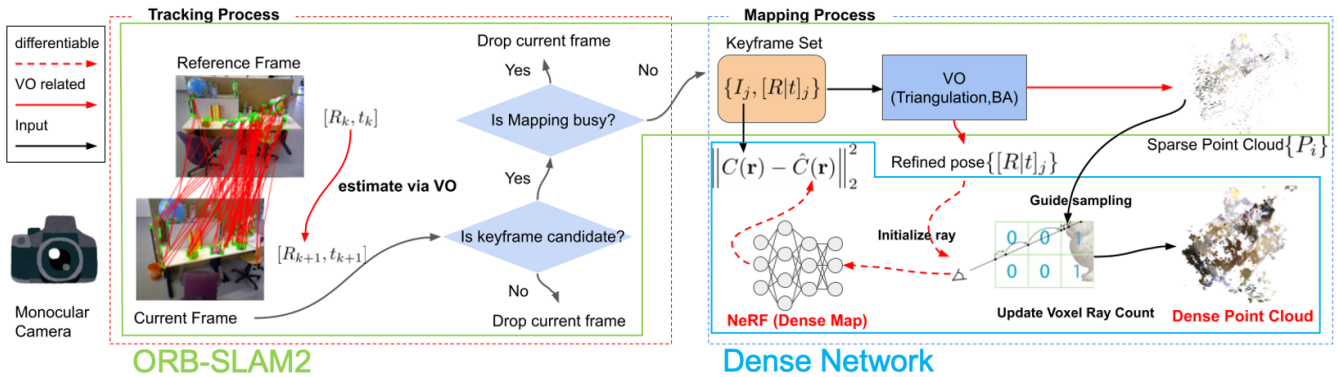 Tracking Process
Mapping Process
differentiable
VO related
Input
Monocular
Camera
Reference Frame
[R_k, t_k]
estimate via VO
[R_{k+1}, t_{k+1}]
Current Frame
Drop current frame
Yes
No
Is Mapping busy?
Yes
Is keyframe candidate?
No
Drop current frame
Keyframe Set
{I_j, [R|t]_j}
VO
(Triangulation,BA)
Sparse Point Cloud{P_i}
‖C(r) − Ĉ(r)‖₂²
Refined pose{[R|t]_j}
Guide sampling
Initialize ray
0 0 1
0 0 1
NeRF (Dense Map)
Update Voxel Ray Count
Dense Point Cloud
ORB-SLAM2
Dense Network